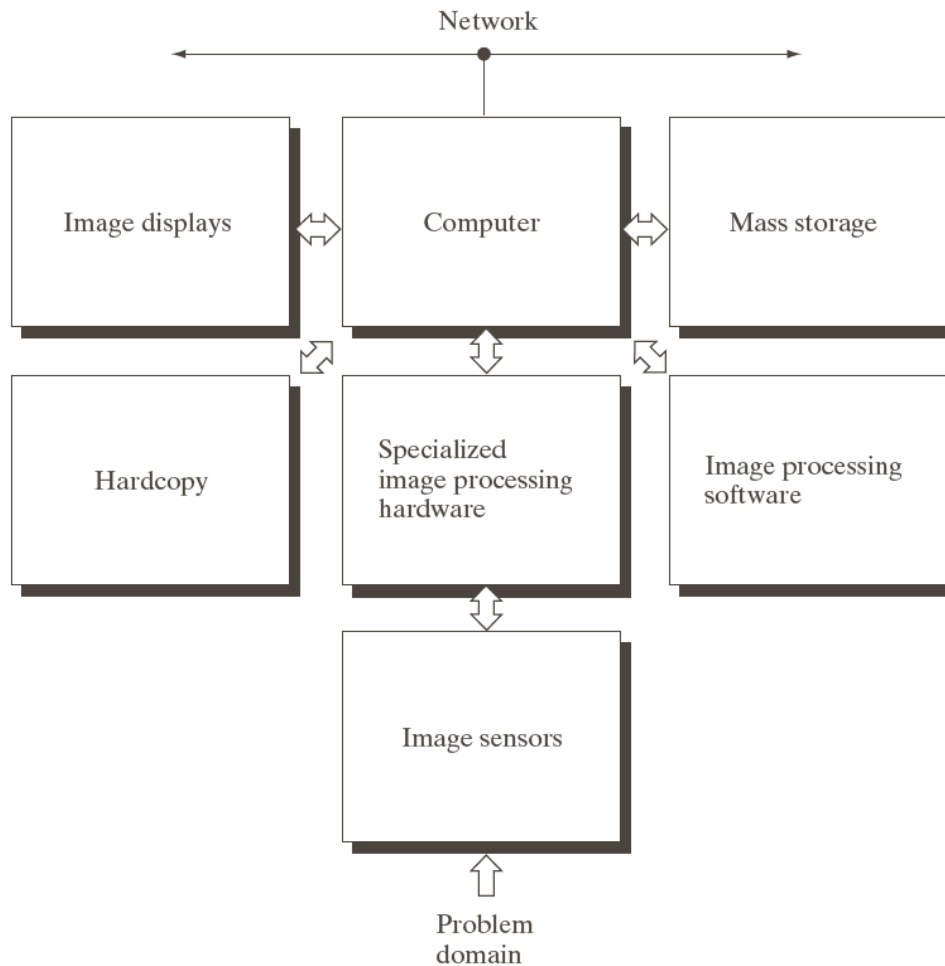 Network
Image displays
Computer
Mass storage
Hardcopy
Specialized
image processing
hardware
Image processing
software
Image sensors
Problem
domain